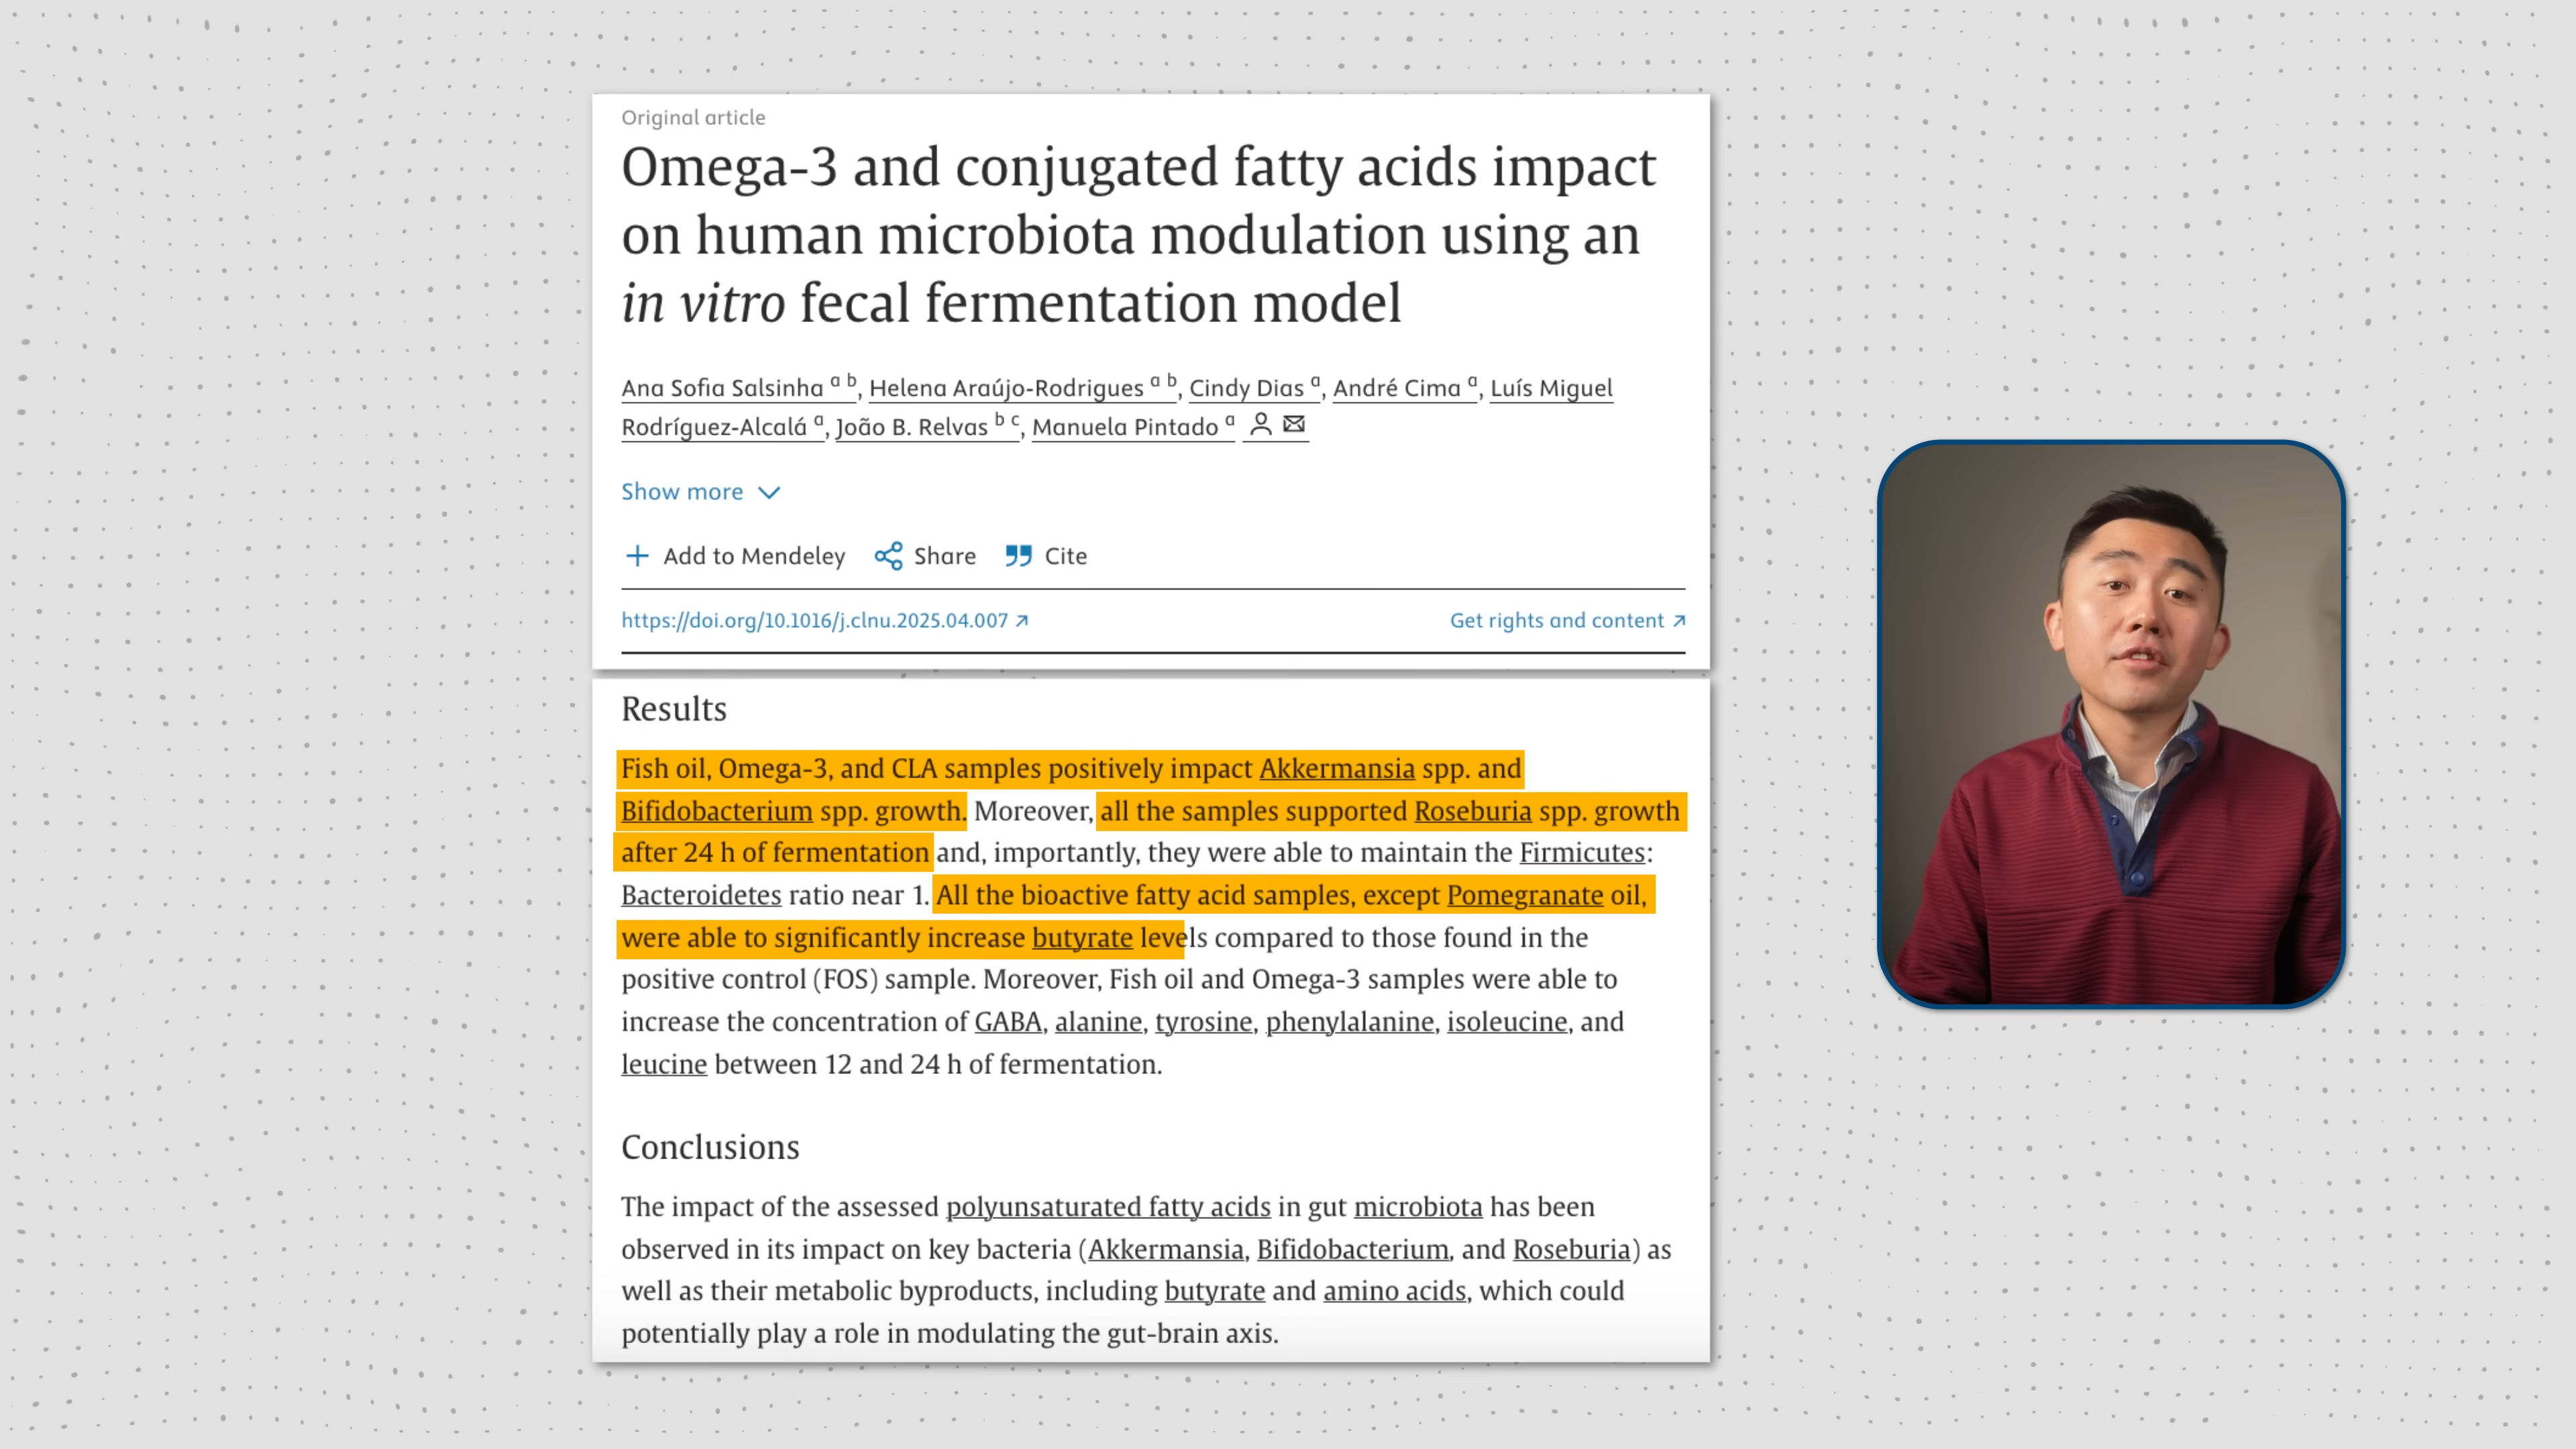 Original article
Omega-3 and conjugated fatty acids impact
on human microbiota modulation using an
in vitro fecal fermentation model
Ana Sofia Salsinha a b, Helena Araújo-Rodrigues a b, Cindy Dias a, André Cima a, Luís Miguel
Rodríguez-Alcalá a, João B. Relvas b c, Manuela Pintado a
Show more
Add to Mendeley Share Cite
https://doi.org/10.1016/j.clnu.2025.04.007 Get rights and content
Results
Fish oil, Omega-3, and CLA samples positively impact Akkermansia spp. and
Bifidobacterium spp. growth. Moreover, all the samples supported Roseburia spp. growth
after 24 h of fermentation and, importantly, they were able to maintain the Firmicutes:
Bacteroidetes ratio near 1. All the bioactive fatty acid samples, except Pomegranate oil,
were able to significantly increase butyrate levels compared to those found in the
positive control (FOS) sample. Moreover, Fish oil and Omega-3 samples were able to
increase the concentration of GABA, alanine, tyrosine, phenylalanine, isoleucine, and
leucine between 12 and 24 h of fermentation.
Conclusions
The impact of the assessed polyunsaturated fatty acids in gut microbiota has been
observed in its impact on key bacteria (Akkermansia, Bifidobacterium, and Roseburia) as
well as their metabolic byproducts, including butyrate and amino acids, which could
potentially play a role in modulating the gut-brain axis.